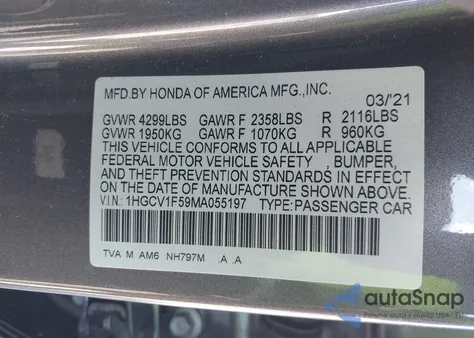 MFD.BY HONDA OF AMERICA MFG.,INC.
03/'21
GVWR 4299LBS GAWR F 2358LBS R 2116LBS
GVWR 1950KG GAWR F 1070KG R 960KG
THIS VEHICLE CONFORMS TO ALL APPLICABLE
FEDERAL MOTOR VEHICLE SAFETY , BUMPER,
AND THEFT PREVENTION STANDARDS IN EFFECT
ON THE DATE OF MANUFACTURE SHOWN ABOVE.
V.I.N.: 1HGCV1F59MA055197 TYPE:PASSENGER CAR
TVA M AM6 NH797M .A .A
autoSnap